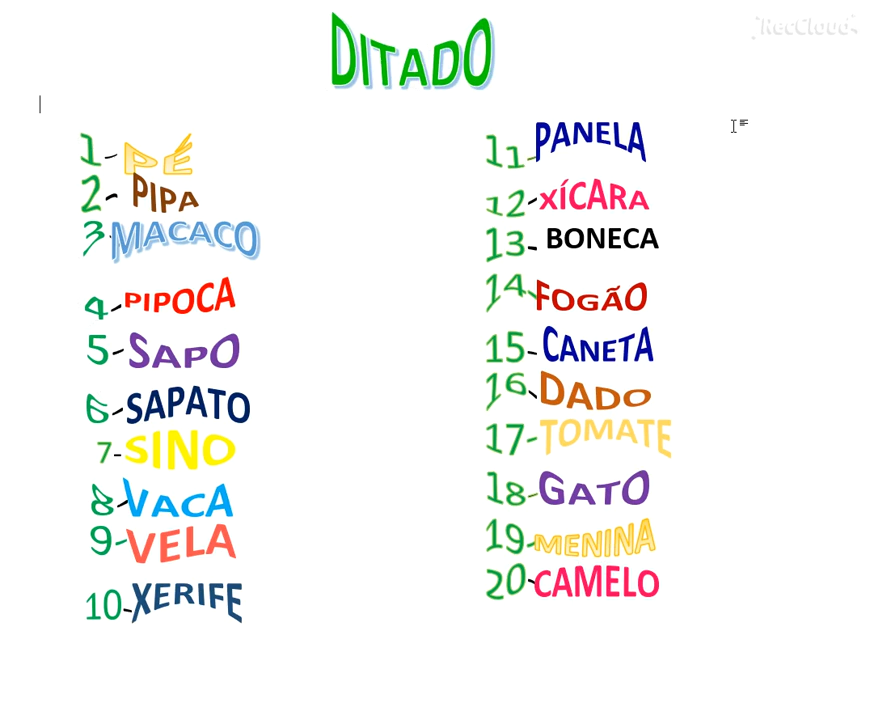 RecCloud
DITADO
1- PÉ
2- PIPA
3- MACACO
4- PIPOCA
5- SAPO
6- SAPATO
7- SINO
8- VACA
9- VELA
10- XERIFE
11- PANELA
12- XÍCARA
13- BONECA
14- FOGÃO
15- CANETA
16- DADO
17- TOMATE
18- GATO
19- MENINA
20- CAMELO